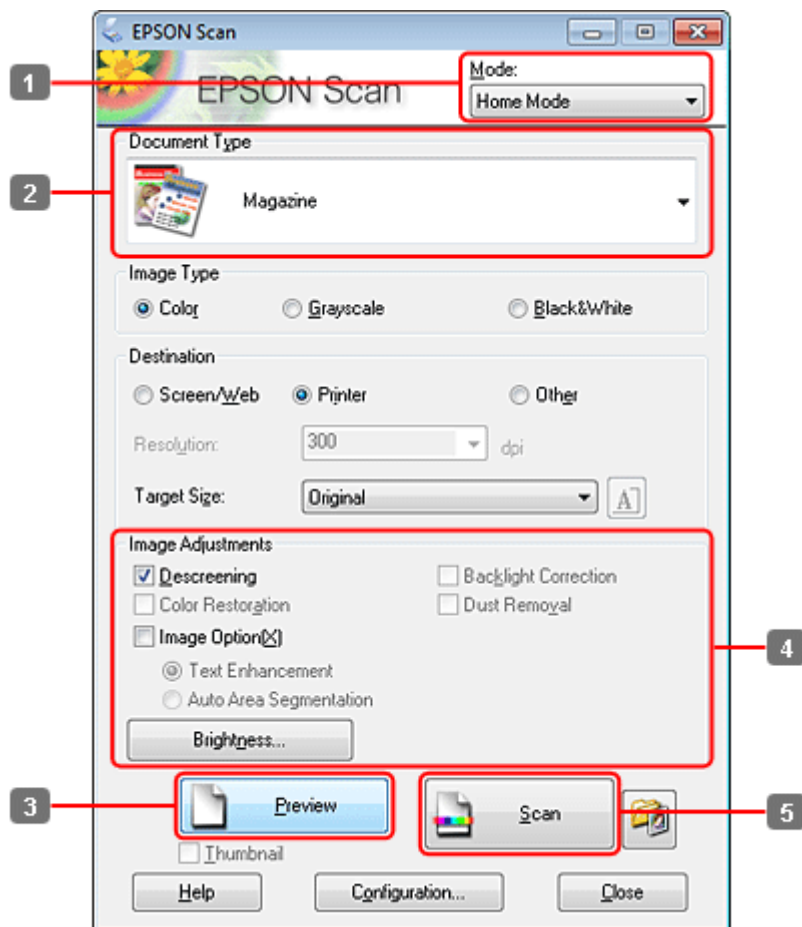 EPSON Scan
1
EPSON Scan
Mode:
Home Mode
2
Document Type
Magazine
Image Type
Color Grayscale Black&White
Destination
Screen/Web Printer Other
Resolution: 300 dpi
Target Size: Original A
Image Adjustments
Descreening Backlight Correction
Color Restoration Dust Removal
Image Option(X)
4
Text Enhancement
Auto Area Segmentation
Brightness...
3
Preview Scan
5
Thumbnail
Help Configuration... Close